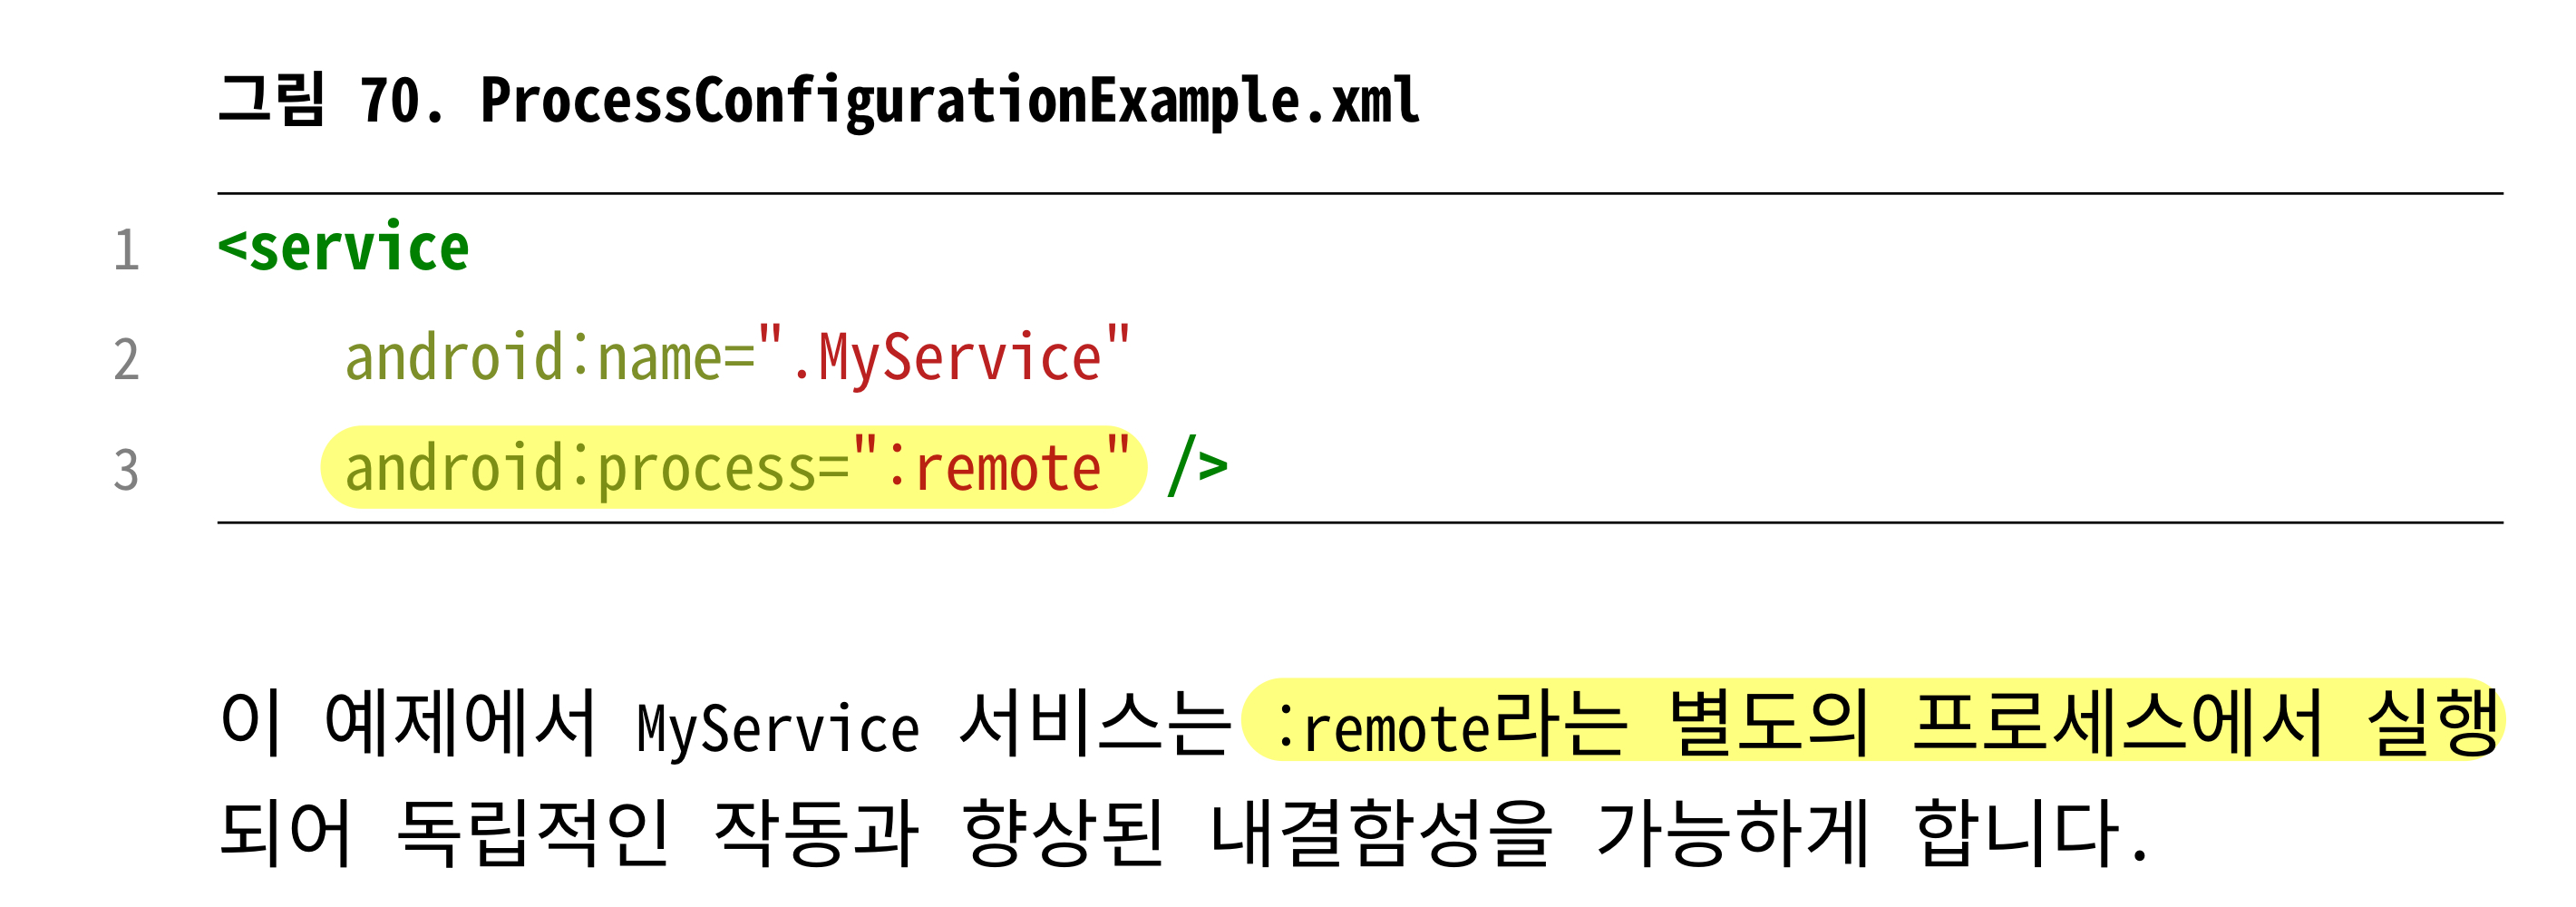 그림 70. ProcessConfigurationExample.xml
1 <service
2 android:name=".MyService"
3 android:process=":remote" />
이 예제에서 MyService 서비스는 :remote라는 별도의 프로세스에서 실행
되어 독립적인 작동과 향상된 내결함성을 가능하게 합니다.